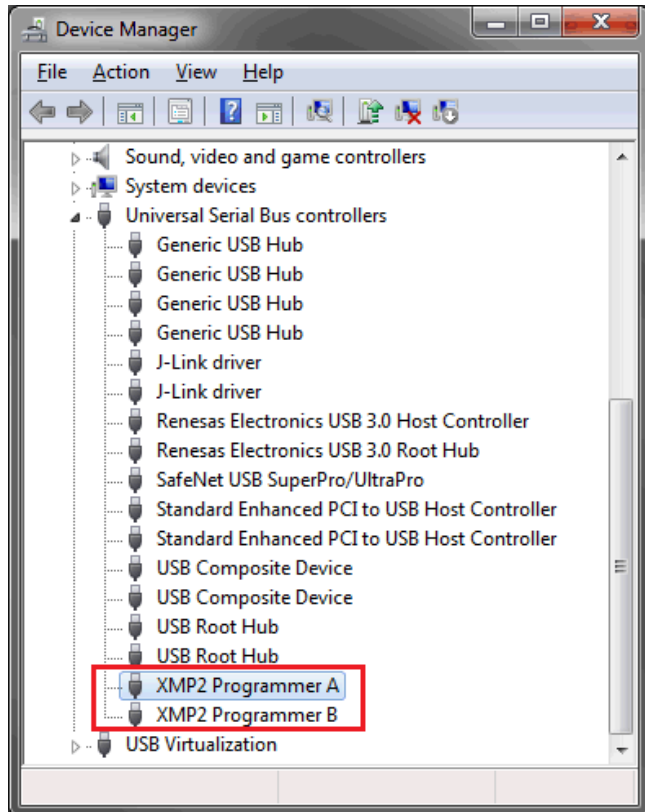 Device Manager
File Action View Help
Sound, video and game controllers
System devices
Universal Serial Bus controllers
Generic USB Hub
Generic USB Hub
Generic USB Hub
Generic USB Hub
J-Link driver
J-Link driver
Renesas Electronics USB 3.0 Host Controller
Renesas Electronics USB 3.0 Root Hub
SafeNet USB SuperPro/UltraPro
Standard Enhanced PCI to USB Host Controller
Standard Enhanced PCI to USB Host Controller
USB Composite Device
USB Composite Device
USB Root Hub
USB Root Hub
XMP2 Programmer A
XMP2 Programmer B
USB Virtualization